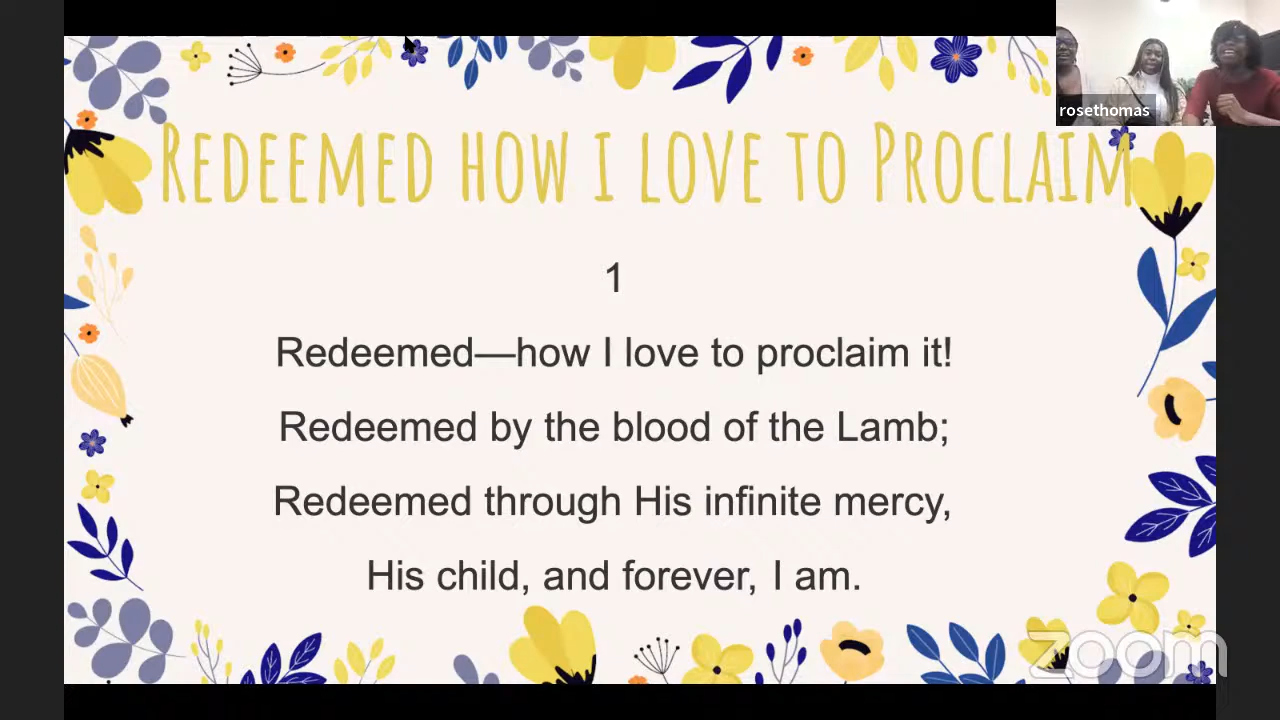 rosethomas
Redeemed how I love to Proclaim
1
Redeemed—how I love to proclaim it!
Redeemed by the blood of the Lamb;
Redeemed through His infinite mercy,
His child, and forever, I am.
zoom